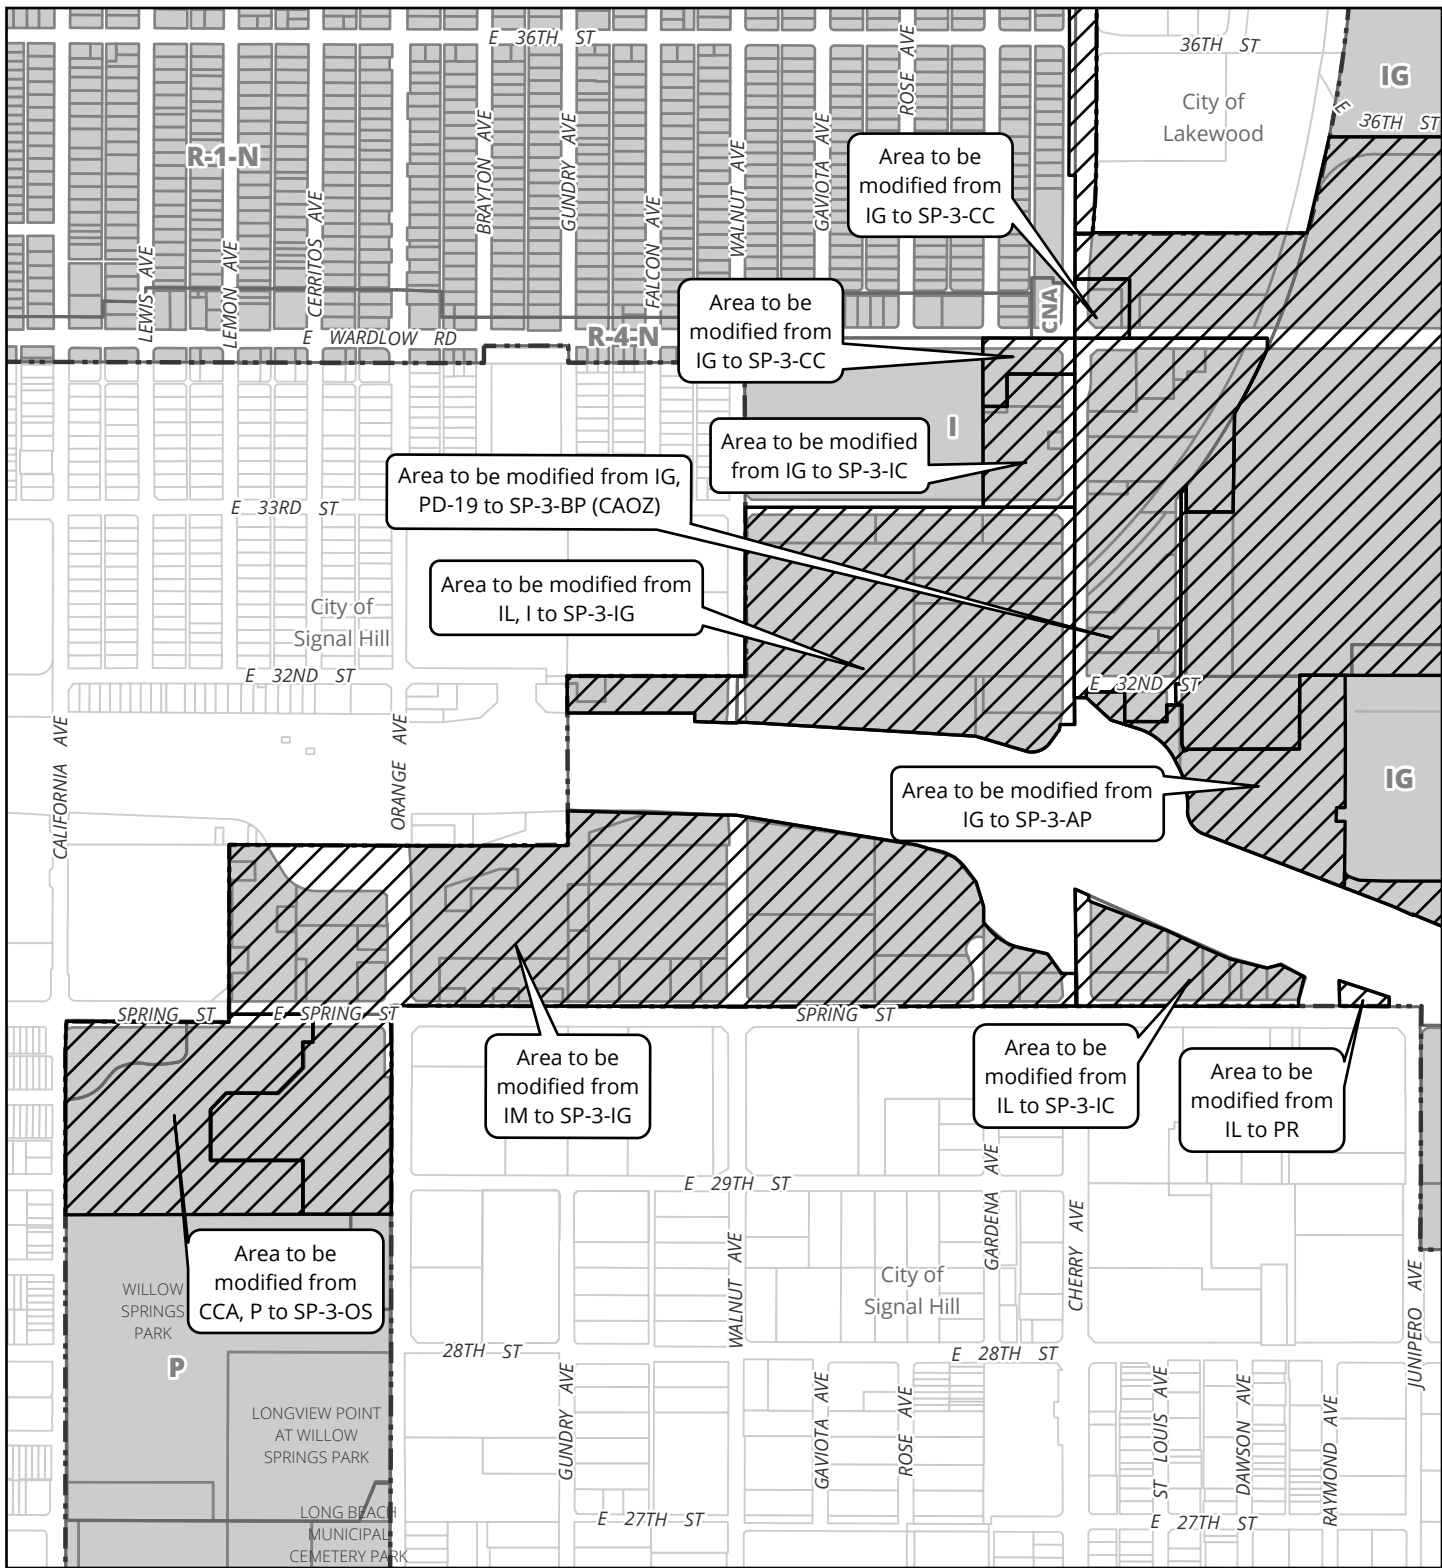 E 36TH ST
36TH ST
IG
E 36TH ST
City of
Lakewood
ROSE AVE
R-1-N
BRAYTON AVE
GUNDRY AVE
WALNUT AVE
GAVIOTA AVE
Area to be
modified from
IG to SP-3-CC
CERRITOS AVE
FALCON AVE
LEWIS AVE
LEMON AVE
Area to be
modified from
IG to SP-3-CC
CNA
E WARDLOW RD
R-4-N
I
Area to be modified
from IG to SP-3-IC
Area to be modified from IG,
PD-19 to SP-3-BP (CAOZ)
E 33RD ST
Area to be modified from
IL, I to SP-3-IG
City of
Signal Hill
E 32ND ST
E 32ND ST
CALIFORNIA AVE
ORANGE AVE
Area to be modified from
IG to SP-3-AP
IG
SPRING ST
E SPRING ST
SPRING ST
Area to be
modified from
IM to SP-3-IG
Area to be
modified from
IL to SP-3-IC
Area to be
modified from
IL to PR
E 29TH ST
GARDENA AVE
CHERRY AVE
WALNUT AVE
Area to be
modified from
CCA, P to SP-3-OS
City of
Signal Hill
WILLOW
SPRINGS
PARK
JUNIPERO AVE
P
28TH ST
E 28TH ST
GUNDRY AVE
GAVIOTA AVE
ROSE AVE
ST LOUIS AVE
DAWSON AVE
RAYMOND AVE
LONGVIEW POINT
AT WILLOW
SPRINGS PARK
LONG BEACH
MUNICIPAL
CEMETERY PARK
E 27TH ST
E 27TH ST